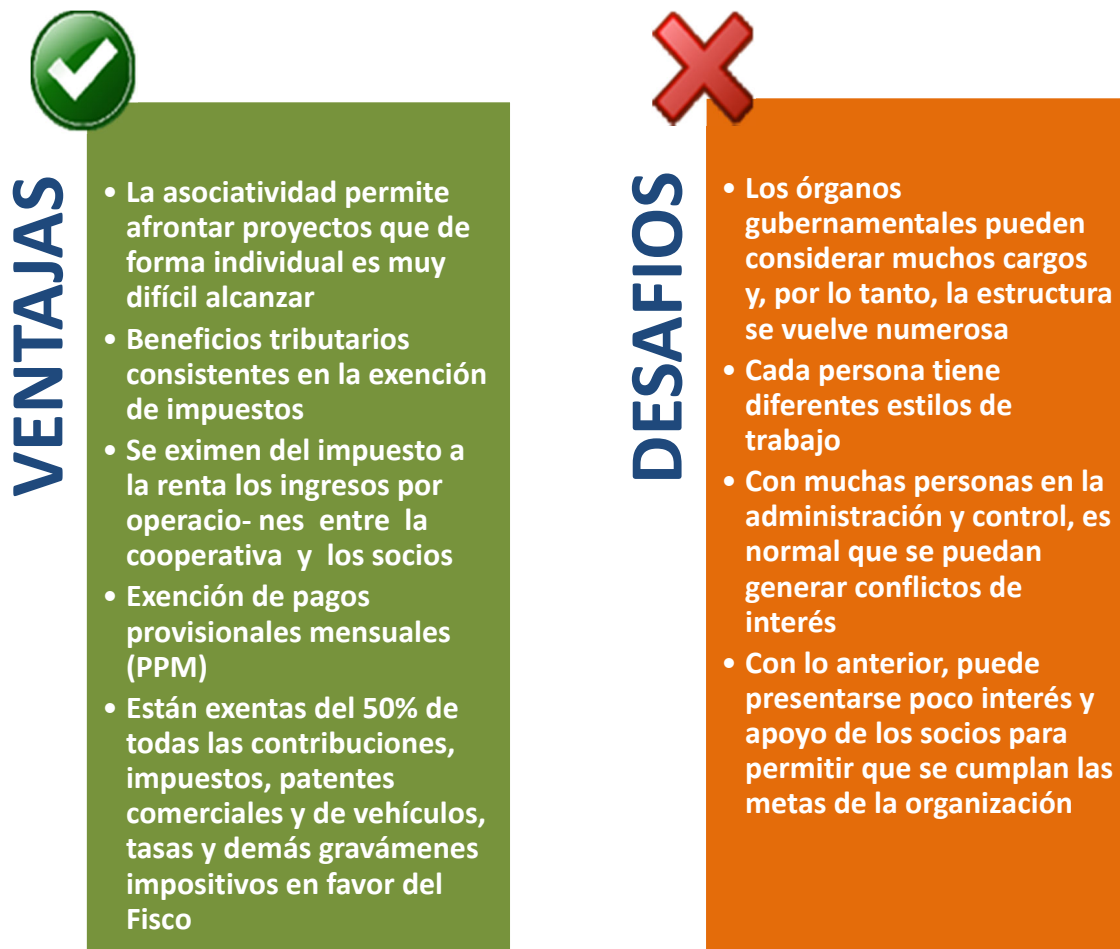 VENTAJAS
• La asociatividad permite
afrontar proyectos que de
forma individual es muy
difícil alcanzar
• Beneficios tributarios
consistentes en la exención
de impuestos
• Se eximen del impuesto a
la renta los ingresos por
operacio- nes entre la
cooperativa y los socios
• Exención de pagos
provisionales mensuales
(PPM)
• Están exentas del 50% de
todas las contribuciones,
impuestos, patentes
comerciales y de vehículos,
tasas y demás gravámenes
impositivos en favor del
Fisco
DESAFIOS
• Los órganos
gubernamentales pueden
considerar muchos cargos
y, por lo tanto, la estructura
se vuelve numerosa
• Cada persona tiene
diferentes estilos de
trabajo
• Con muchas personas en la
administración y control, es
normal que se puedan
generar conflictos de
interés
• Con lo anterior, puede
presentarse poco interés y
apoyo de los socios para
permitir que se cumplan las
metas de la organización